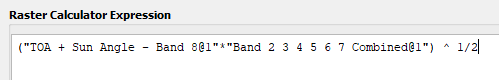 Raster Calculator Expression
("TOA + Sun Angle - Band 8@1"*"Band 2 3 4 5 6 7 Combined@1") ^ 1/2